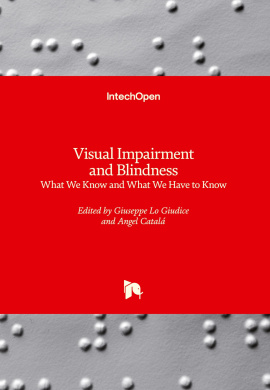 IntechOpen
Visual Impairment
and Blindness
What We Know and What We Have to Know
Edited by Giuseppe Lo Giudice
and Angel Catalá